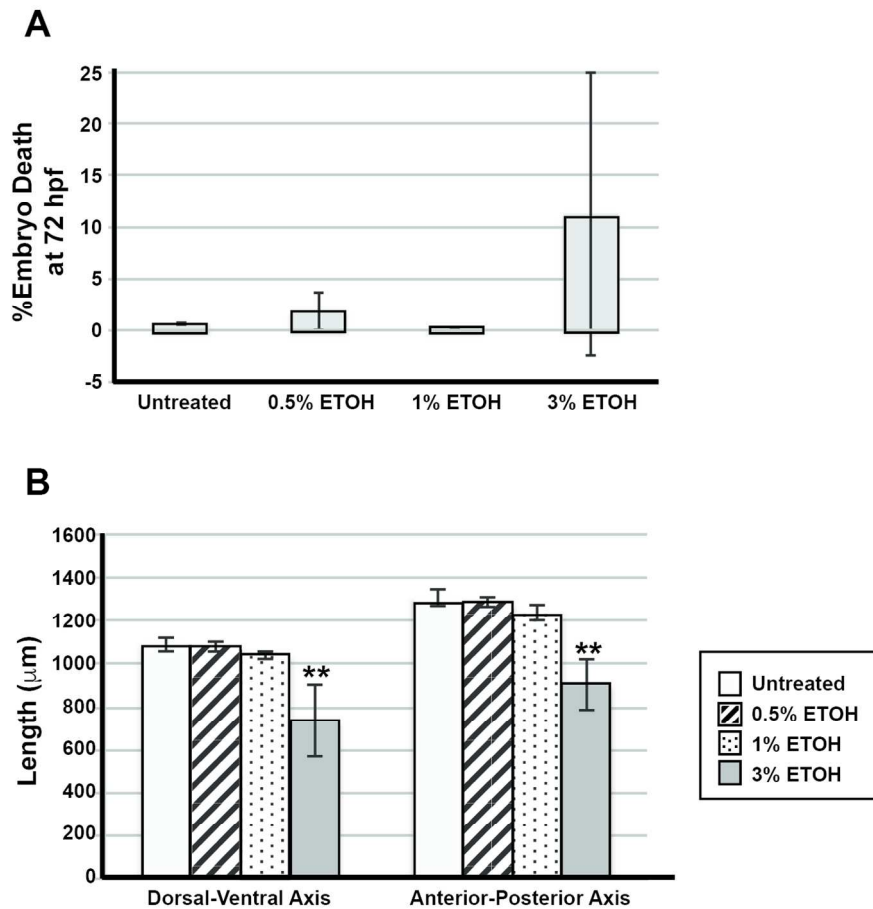 A
%Embryo Death
at 72 hpf
25
20
15
10
5
0
-5
Untreated
0.5% ETOH
1% ETOH
3% ETOH
B
Length (μm)
1600
1400
1200
1000
800
600
400
200
0
**
**
Dorsal-Ventral Axis
Anterior-Posterior Axis
Untreated
0.5% ETOH
1% ETOH
3% ETOH